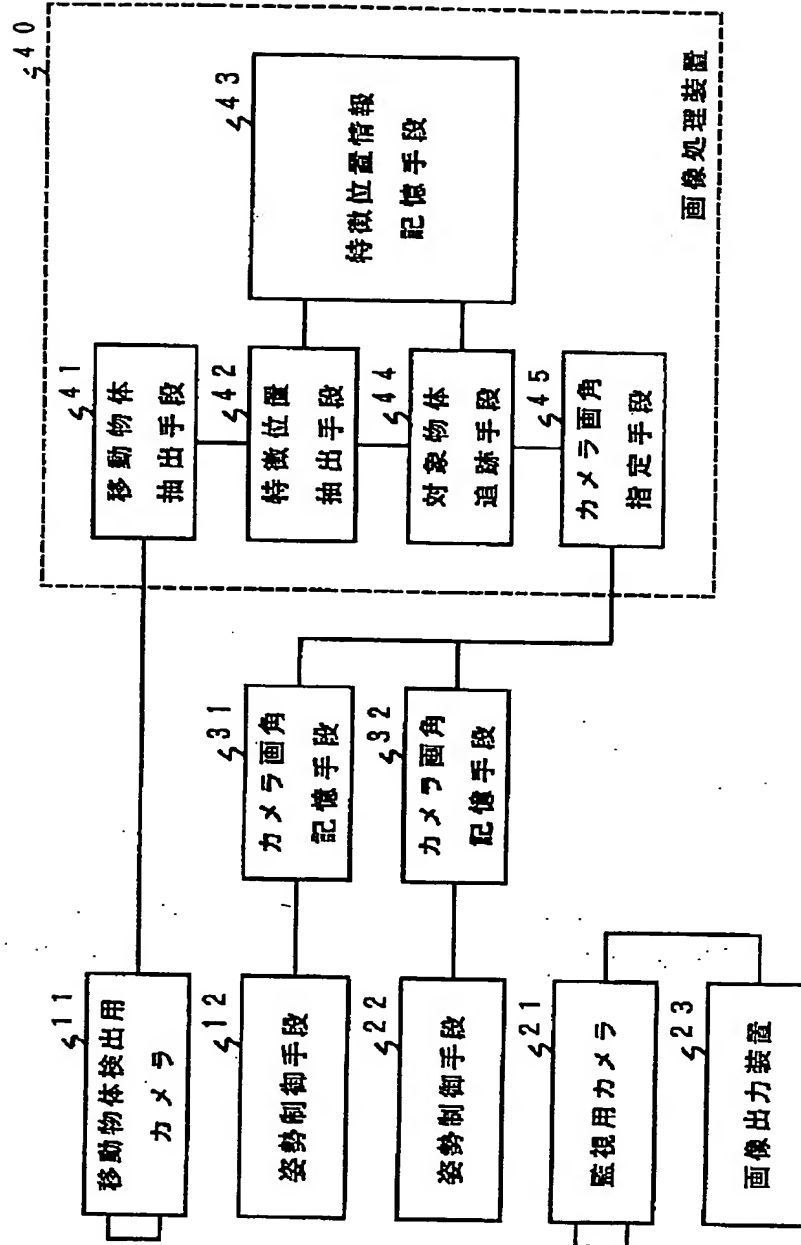 40
画像処理装置
41
移動物体
抽出手段
42
特徴位置
抽出手段
43
特徴位置情報
記憶手段
44
対象物体
追跡手段
45
カメラ画角
指定手段
31
カメラ画角
記憶手段
32
カメラ画角
記憶手段
11
移動物体検出用
カメラ
12
姿勢制御手段
22
姿勢制御手段
21
監視用カメラ
23
画像出力装置